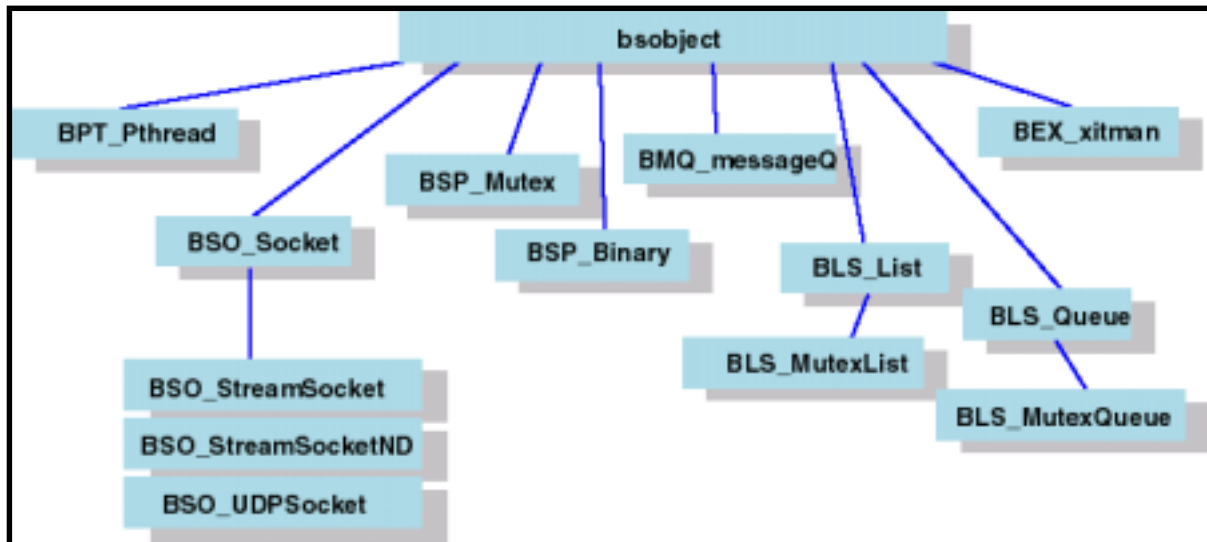 bsobject
BPT_Pthread
BEX_xitman
BMQ_messageQ
BSP_Mutex
BSO_Socket
BSP_Binary
BLS_List
BLS_Queue
BLS_MutexList
BSO_StreamSocket
BLS_MutexQueue
BSO_StreamSocketND
BSO_UDPSocket